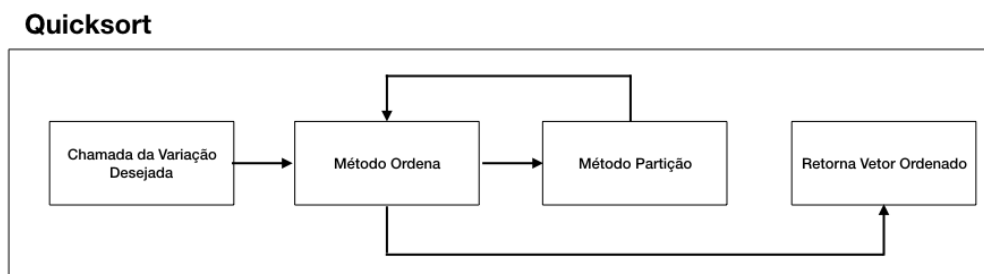 Quicksort
Chamada da Variação
Desejada
Método Ordena
Método Partição
Retorna Vetor Ordenado